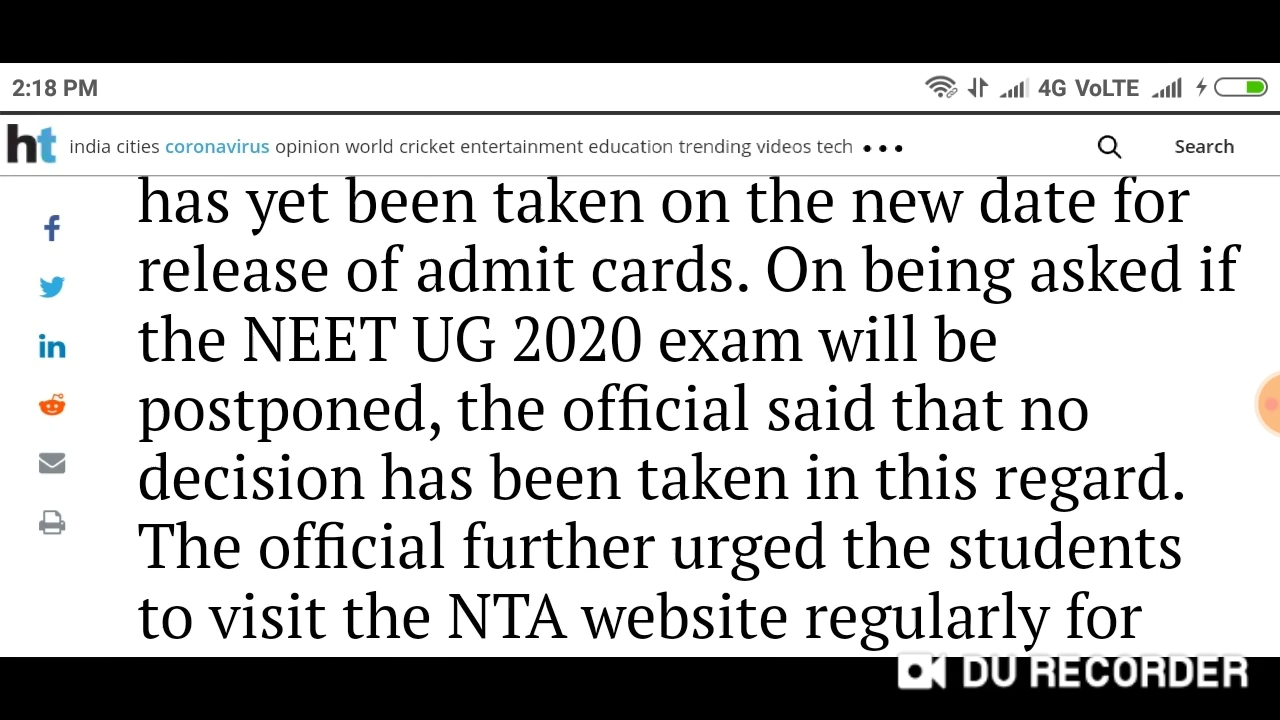 2:18 PM 4G VoLTE
ht india cities coronavirus opinion world cricket entertainment education trending videos tech ••• Search
has yet been taken on the new date for
release of admit cards. On being asked if
the NEET UG 2020 exam will be
postponed, the official said that no
decision has been taken in this regard.
The official further urged the students
to visit the NTA website regularly for
DU RECORDER